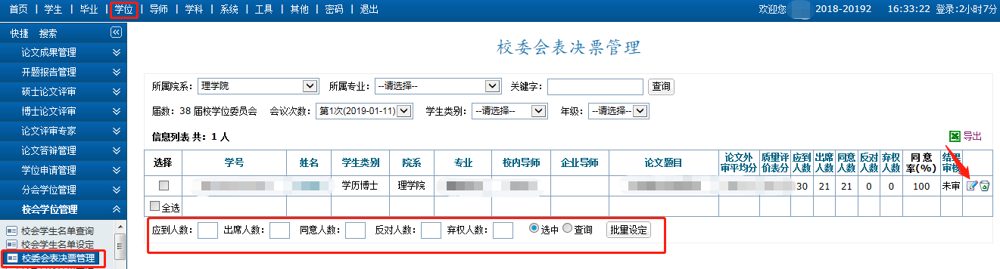 首页 | 学生 | 毕业 | 学位 | 导师 | 学科 | 系统 | 工具 | 其他 | 密码 | 退出 欢迎您 2018-20192 16:33:22 登录:2小时7分
快捷 搜索
论文成果管理
开题报告管理
硕士论文评审
博士论文评审
论文评审专家
论文答辩管理
学位申请管理
分会学位管理
校会学位管理
校会学生名单查询
校会学生名单设定
校委会表决票管理
校委会表决票管理
所属院系: 理学院 所属专业: --请选择-- 关键字: 查询
届数: 38 届校学位委员会 会议次数: 第1次(2019-01-11) 学生类别: --请选择-- 年级: --请选择--
信息列表 共: 1 人 导出
选择 学号 姓名 学生类别 院系 专业 校内导师 企业导师 论文题目 论文外审平均分 质量评价表分 应到人数 出席人数 同意人数 反对人数 弃权人数 同意率(%) 结果审核
学历博士 理学院 30 21 21 0 0 100 未审
全选
应到人数: 出席人数: 同意人数: 反对人数: 弃权人数: 选中 查询 批量设定